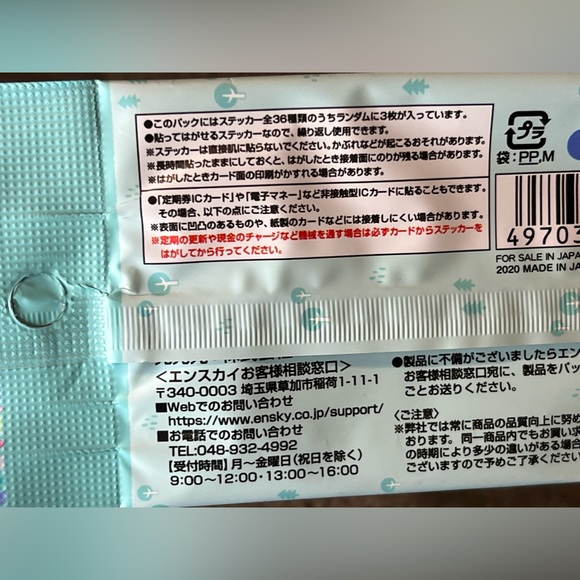 ●このパックにはステッカー全36種類のうちランダムに3枚が入っています。
●貼ってはがせるステッカーなので、繰り返し使用できます。
※ステッカーは直接肌に貼らないでください。かぶれなどが起こるおそれがあります。
※長時間貼ったままにしておくと、はがしたとき接着面にのりが残る場合があります。
※はがしたときカード面の印刷がかすれる場合があります。
●「定期券ICカード」や「電子マネー」など非接触型ICカードに貼ることもできます。
その場合、以下の点にご注意ください。
※表面に凹凸のあるものや、紙製のカードなどには接着しにくい場合があります。
※定期の更新や現金のチャージなど機械を通す場合は必ずカードからステッカーを
はがしてから行ってください。
プラ
袋:PP,M
49703
FOR SALE IN JAPA
2020 MADE IN JA
<エンスカイお客様相談窓口>
〒340-0003 埼玉県草加市稲荷1-11-1
■Webでのお問い合わせ
https://www.ensky.co.jp/support/
■お電話でのお問い合わせ
TEL:048-932-4992
【受付時間】月〜金曜日(祝日を除く)
9:00〜12:00・13:00〜16:00
●製品に不備がございましたらエン
お客様相談窓口宛に、製品をパッ
ごとお送りください。
〈ご注意〉
※弊社では常に商品の品質向上に努め
おります。同一商品内でもお買い求
の時期により多少の違いがある場合
ございますので予めご了承ください